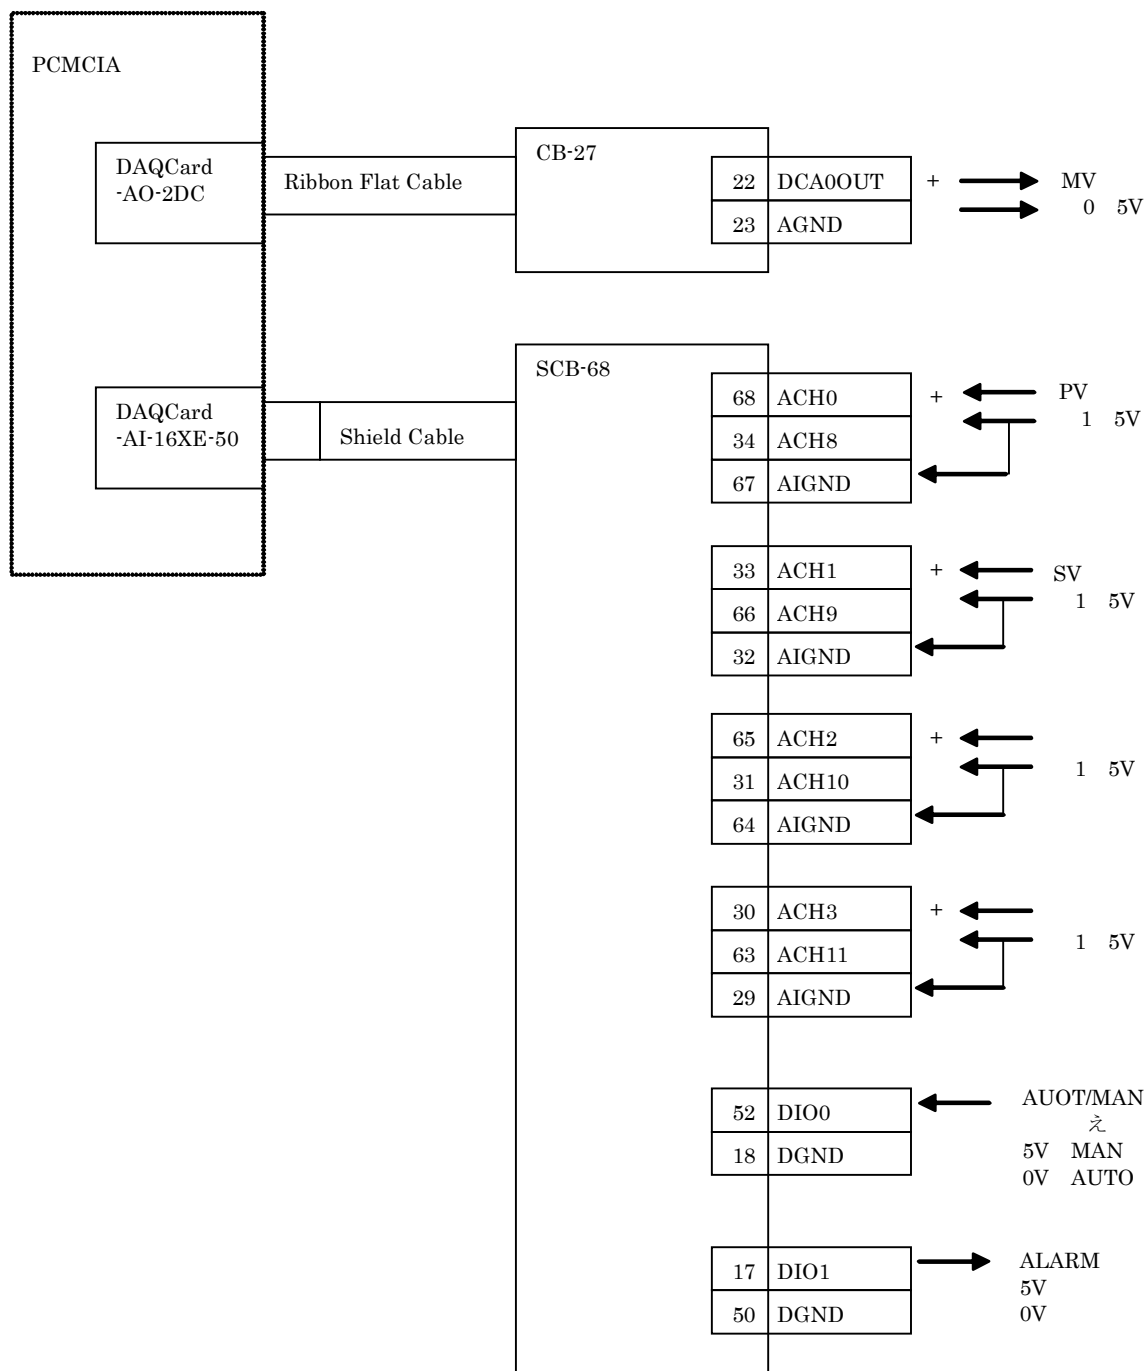 PCMCIA
DAQCard
-AO-2DC
Ribbon Flat Cable
CB-27
22 DCA0OUT + MV
23 AGND 0 5V
DAQCard
-AI-16XE-50
Shield Cable
SCB-68
68 ACH0 + PV
34 ACH8 1 5V
67 AIGND
33 ACH1 + SV
66 ACH9 1 5V
32 AIGND
65 ACH2 +
31 ACH10 1 5V
64 AIGND
30 ACH3 +
63 ACH11 1 5V
29 AIGND
52 DIO0
18 DGND
AUOT/MAN
え
5V MAN
0V AUTO
17 DIO1
50 DGND
ALARM
5V
0V